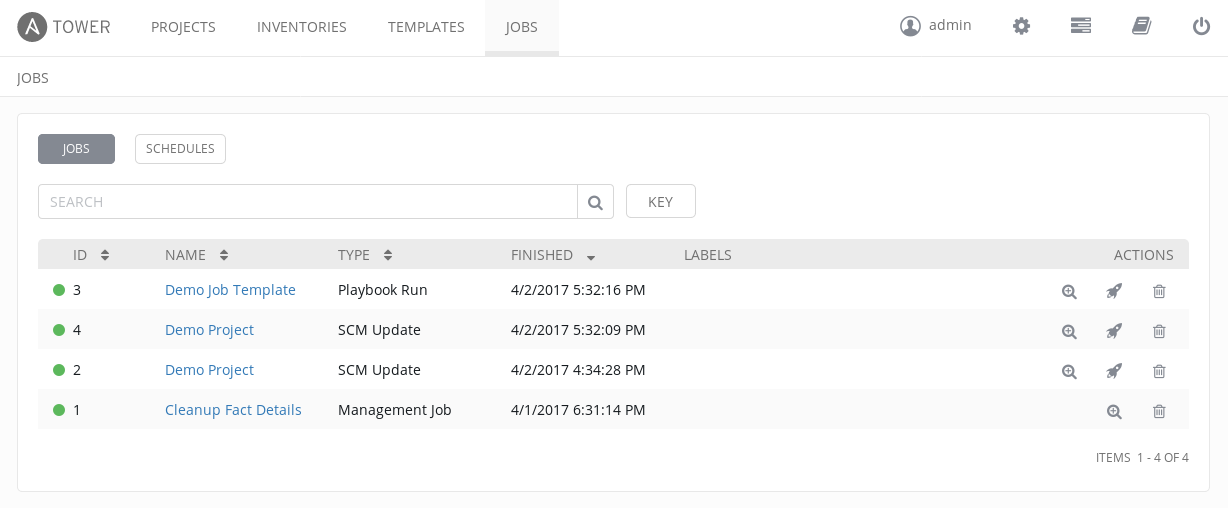 A TOWER PROJECTS INVENTORIES TEMPLATES JOBS admin
JOBS
JOBS SCHEDULES
SEARCH KEY
ID NAME TYPE FINISHED LABELS ACTIONS
3 Demo Job Template Playbook Run 4/2/2017 5:32:16 PM
4 Demo Project SCM Update 4/2/2017 5:32:09 PM
2 Demo Project SCM Update 4/2/2017 4:34:28 PM
1 Cleanup Fact Details Management Job 4/1/2017 6:31:14 PM
ITEMS 1 - 4 OF 4